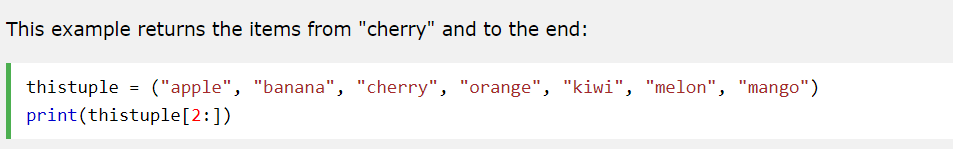 This example returns the items from "cherry" and to the end:
thistuple = ("apple", "banana", "cherry", "orange", "kiwi", "melon", "mango")
print(thistuple[2:])